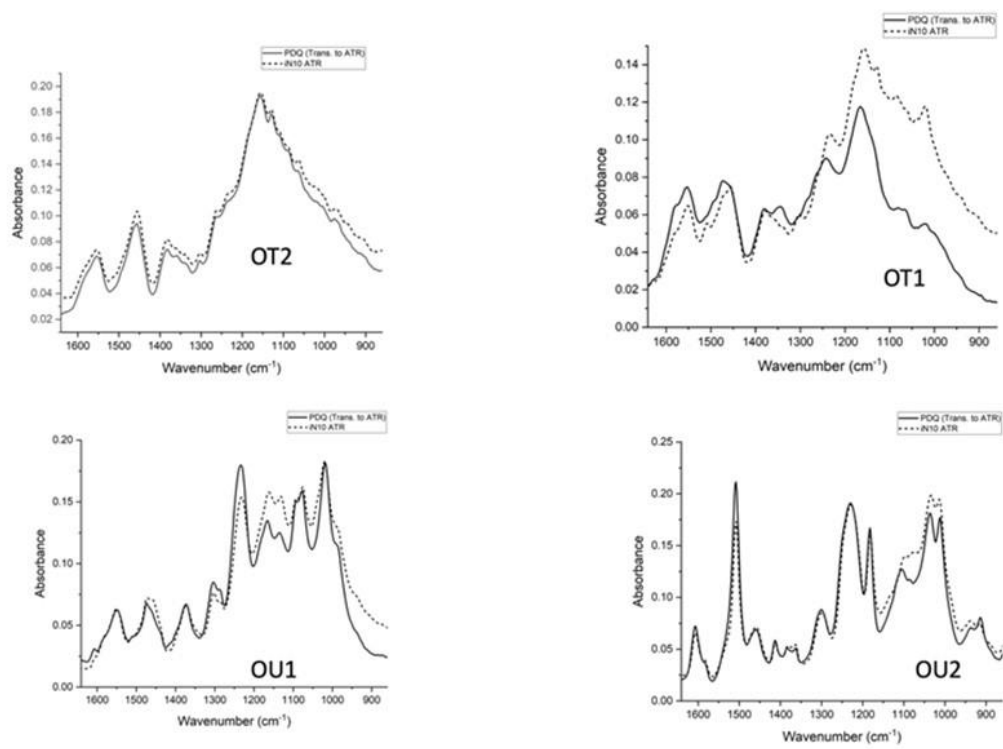 PDQ (Trans. to ATR)
iN10 ATR
0.20
0.18
0.16
0.14
0.12
0.10
0.08
0.06
0.04
0.02
Absorbance
OT2
1600 1500 1400 1300 1200 1100 1000 900
Wavenumber (cm⁻¹)
PDQ (Trans. to ATR)
iN10 ATR
0.14
0.12
0.10
0.08
0.06
0.04
0.02
0.00
Absorbance
OT1
1600 1500 1400 1300 1200 1100 1000 900
Wavenumber (cm⁻¹)
PDQ (Trans. to ATR)
iN10 ATR
0.20
0.15
0.10
0.05
0.00
Absorbance
OU1
1600 1500 1400 1300 1200 1100 1000 900
Wavenumber (cm⁻¹)
PDQ (Trans. to ATR)
iN10 ATR
0.25
0.20
0.15
0.10
0.05
0.00
Absorbance
OU2
1600 1500 1400 1300 1200 1100 1000 900
Wavenumber (cm⁻¹)